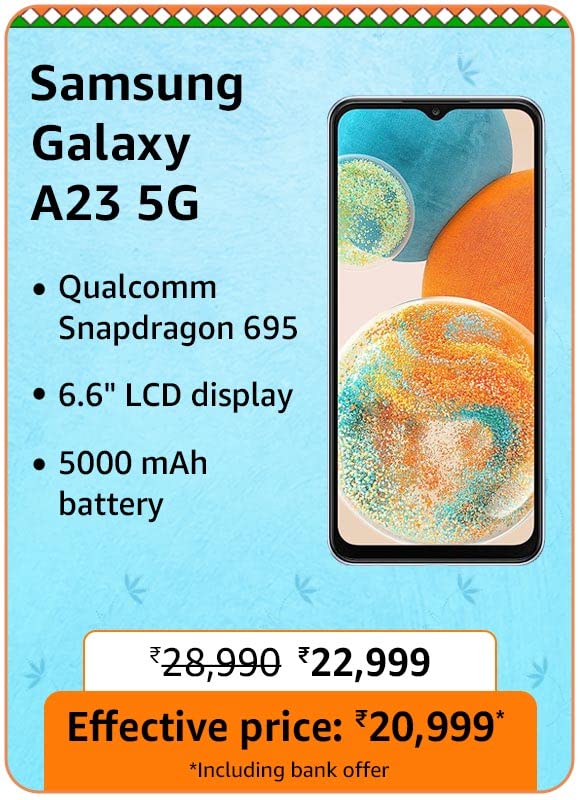 Samsung
Galaxy
A23 5G
• Qualcomm
Snapdragon 695
• 6.6" LCD display
• 5000 mAh
battery
₹28,990 ₹22,999
Effective price: ₹20,999*
*Including bank offer